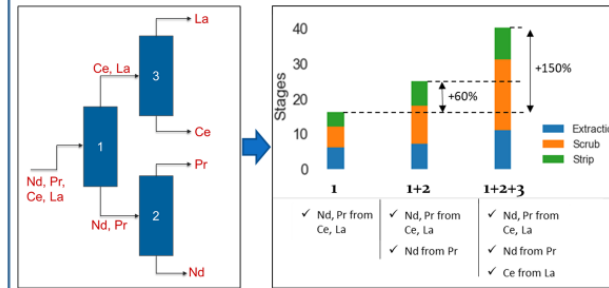 La
3
Ce, La
Ce
1
Pr
Nd, Pr,
Ce, La
Nd, Pr
2
Nd
Stages
40
30
20
10
0
+60%
+150%
Extractio
Scrub
Strip
1
1+2
1+2+3
✓ Nd, Pr from
Ce, La
✓ Nd, Pr from
Ce, La
✓ Nd from Pr
✓ Nd, Pr from
Ce, La
✓ Nd from Pr
✓ Ce from La